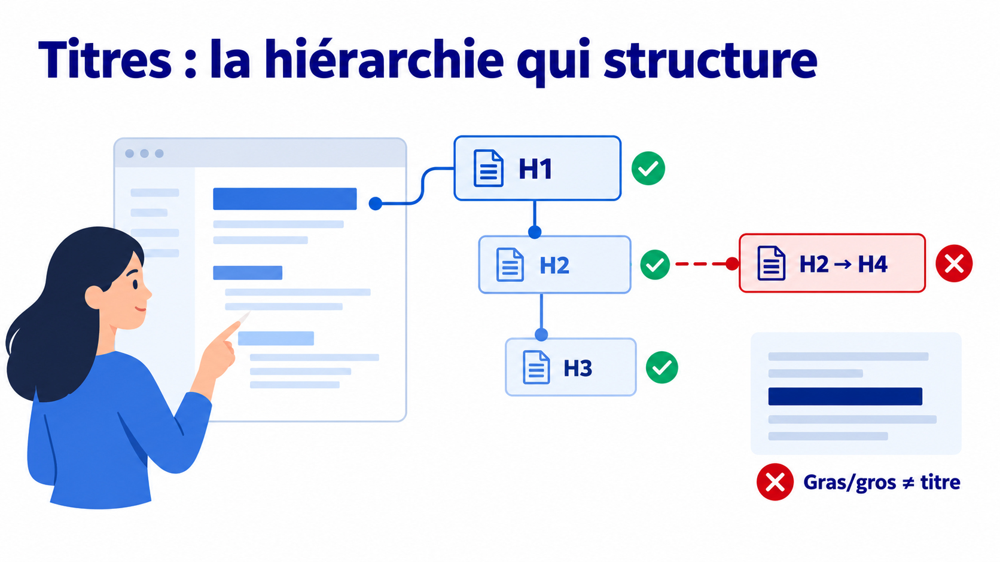 Titres : la hiérarchie qui structure
H1
H2
H2 → H4
H3
Gras/gros ≠ titre